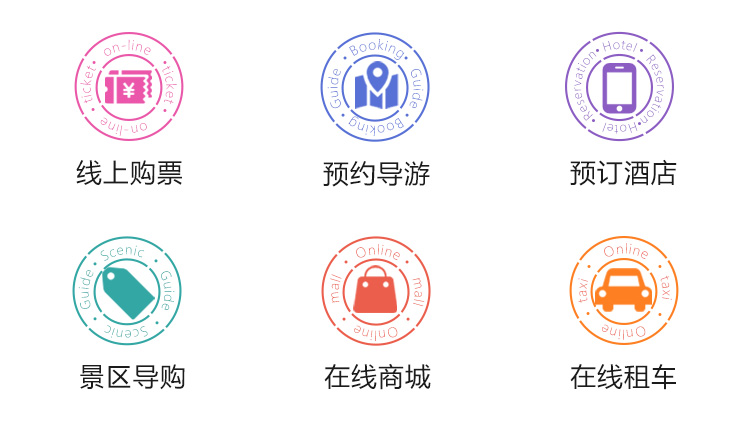 on-line · ticket · on-line · ticket ·
线上购票
Booking · Guide · Booking · Guide ·
预约导游
Hotel · Reservation · Hotel · Reservation ·
预订酒店
Scenic · Guide · Scenic · Guide ·
景区导购
Online · mall · Online · mall ·
在线商城
Online · taxi · Online · taxi ·
在线租车